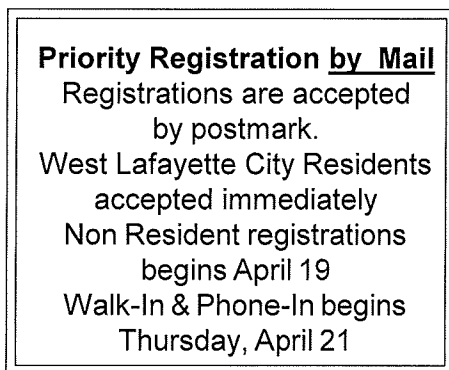 Priority Registration by Mail
Registrations are accepted
by postmark.
West Lafayette City Residents
accepted immediately
Non Resident registrations
begins April 19
Walk-In & Phone-In begins
Thursday, April 21